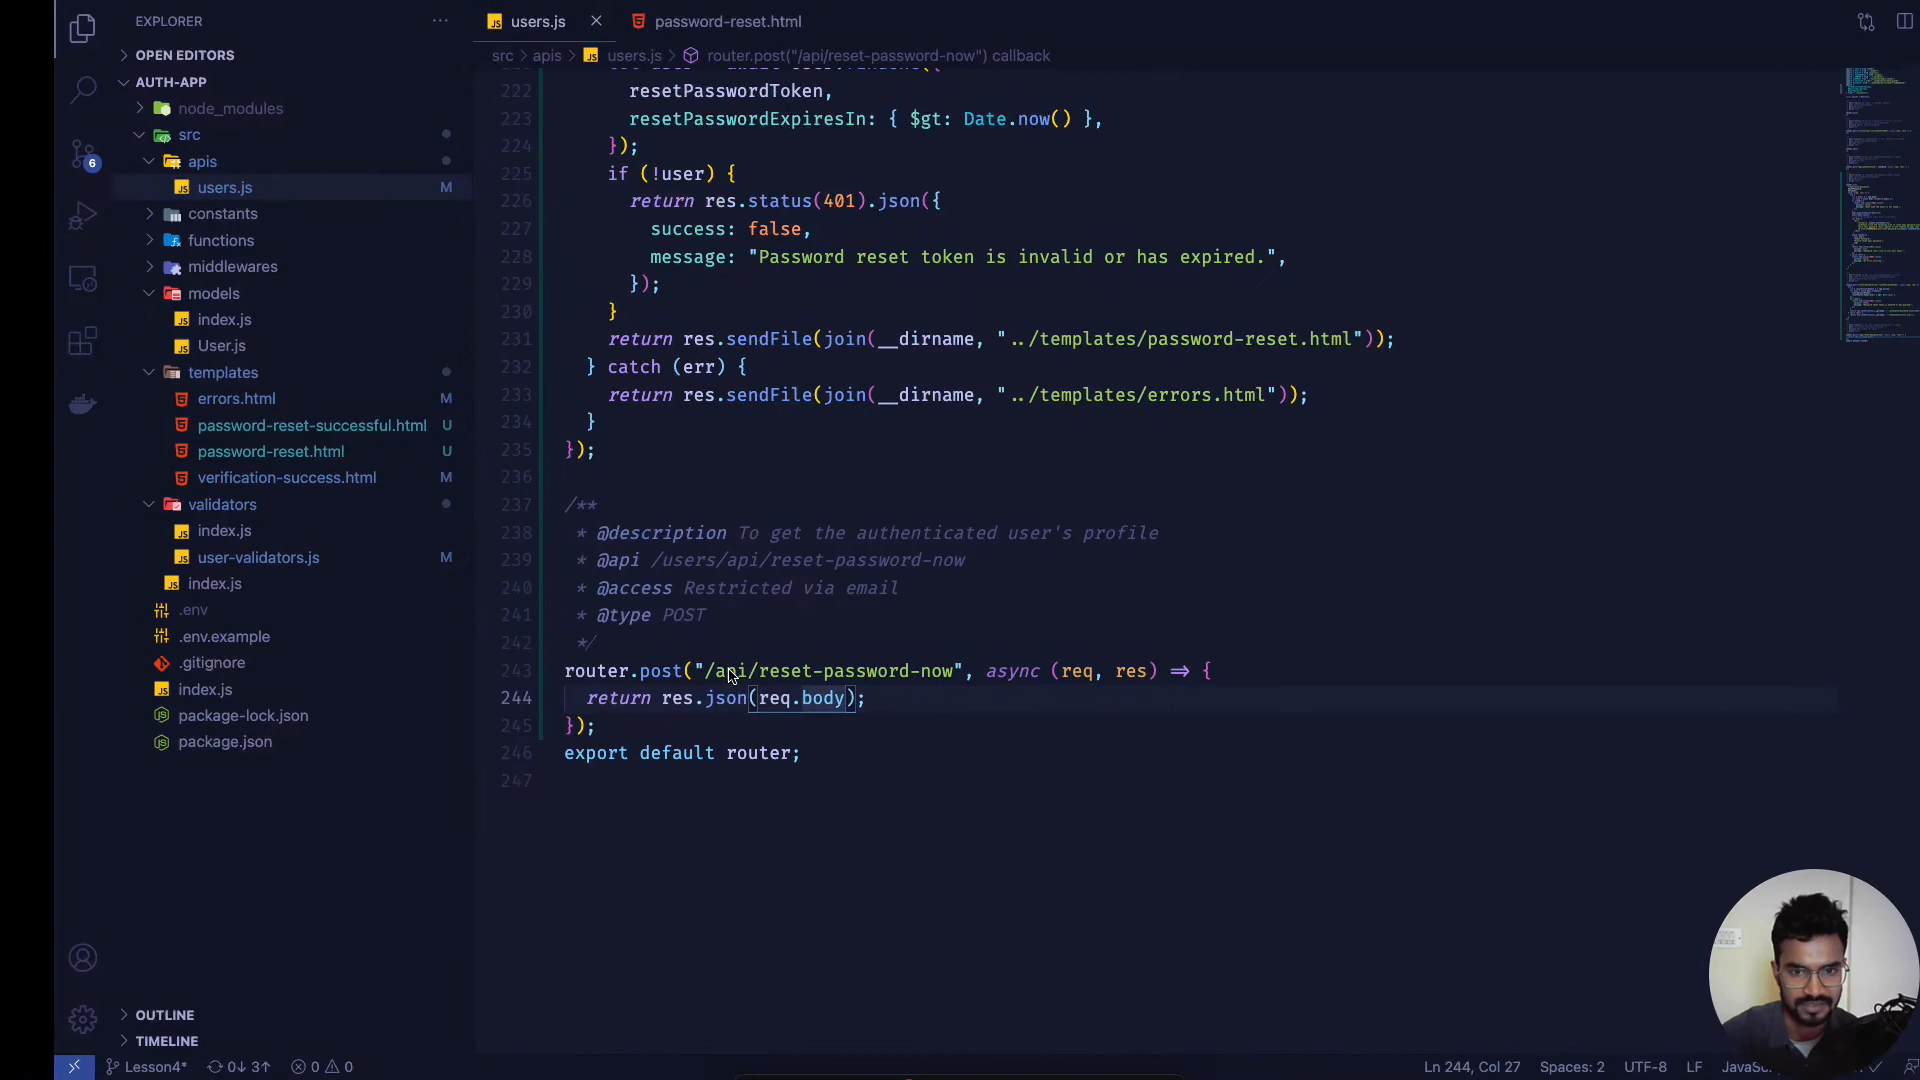 EXPLORER
OPEN EDITORS
AUTH-APP
node_modules
src
apis
users.js M
constants
functions
middlewares
models
index.js
User.js
templates
errors.html M
password-reset-successful.html U
password-reset.html U
verification-success.html M
validators
index.js
user-validators.js M
index.js
.env
.env.example
.gitignore
index.js
package-lock.json
package.json
OUTLINE
TIMELINE
6
users.js
password-reset.html
src > apis > users.js > router.post("/api/reset-password-now") callback
222 resetPasswordToken,
223 resetPasswordExpiresIn: { $gt: Date.now() },
224 });
225 if (!user) {
226 return res.status(401).json({
227 success: false,
228 message: "Password reset token is invalid or has expired.",
229 });
230 }
231 return res.sendFile(join(__dirname, "../templates/password-reset.html"));
232 } catch (err) {
233 return res.sendFile(join(__dirname, "../templates/errors.html"));
234 }
235 });
236
237 /**
238 * @description To get the authenticated user's profile
239 * @api /users/api/reset-password-now
240 * @access Restricted via email
241 * @type POST
242 */
243 router.post("/api/reset-password-now", async (req, res) => {
244 return res.json(req.body);
245 });
246 export default router;
247
Lesson4* 0↓ 3↑ 0 0 Ln 244, Col 27 Spaces: 2 UTF-8 LF